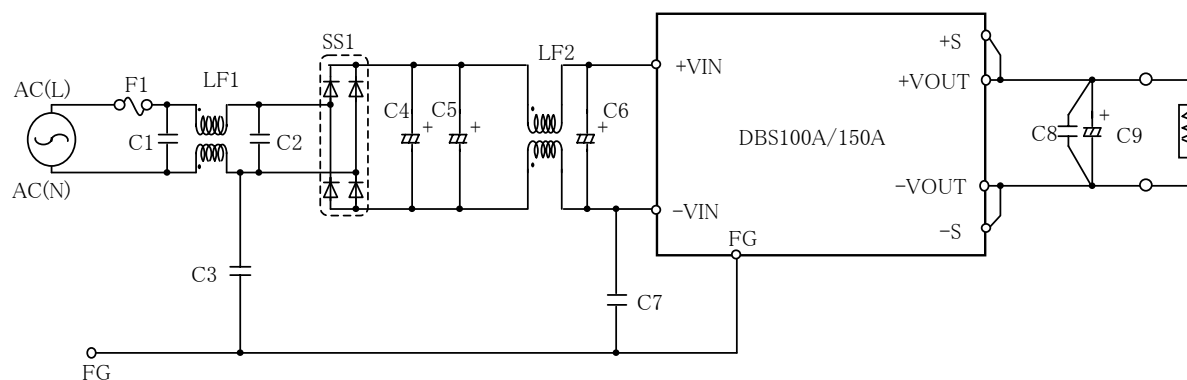 SS1
LF2
+S
AC(L)
F1
LF1
+VIN
+VOUT
C1
C2
C4
+
C5
+
C6
+
DBS100A/150A
C8
+
C9
AC(N)
−VIN
−VOUT
FG
−S
C3
C7
FG